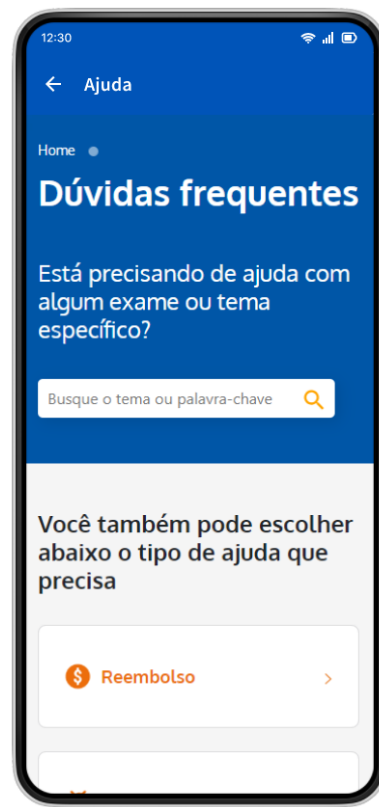 12:30
Ajuda
Home
Dúvidas frequentes
Está precisando de ajuda com
algum exame ou tema
específico?
Busque o tema ou palavra-chave
Você também pode escolher
abaixo o tipo de ajuda que
precisa
Reembolso